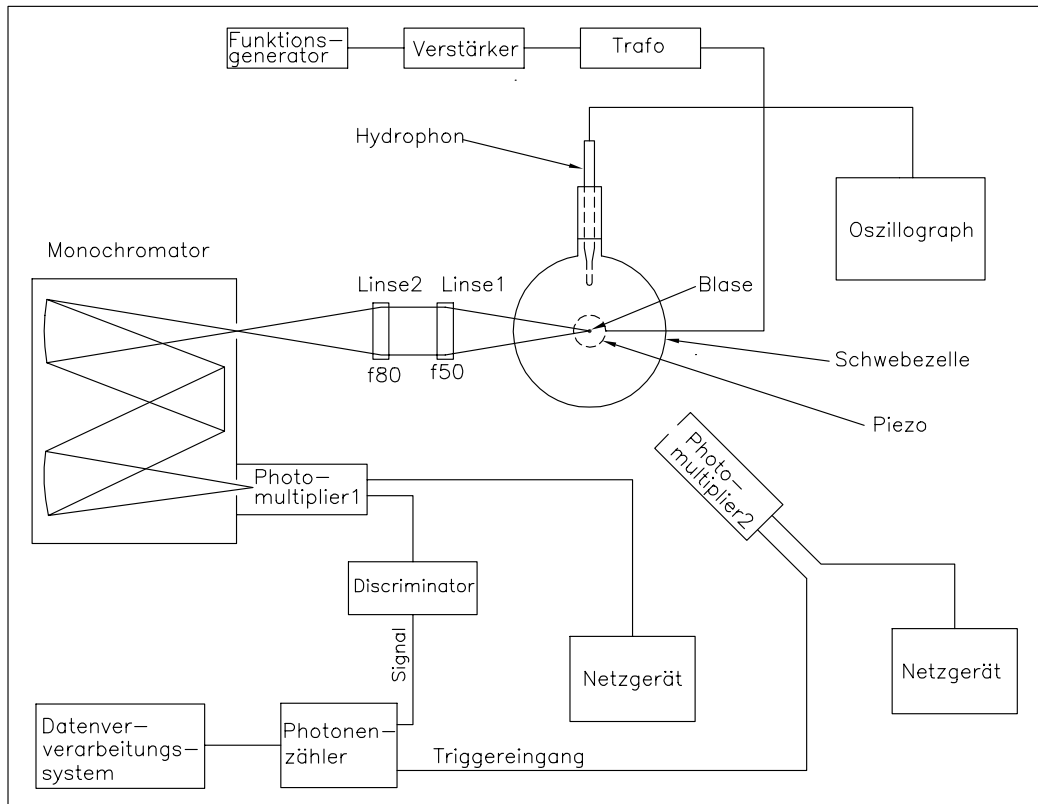 Funktions-
generator
Verstärker
Trafo
Hydrophon
Oszillograph
Monochromator
Linse2
Linse1
Blase
f80
f50
Schwebezelle
Piezo
Photo-
multiplier1
Photo-
multiplier2
Discriminator
Signal
Netzgerät
Netzgerät
Datenver-
verarbeitungs-
system
Photonen-
zähler
Triggereingang